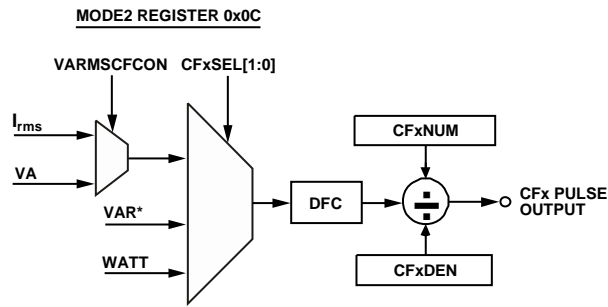 MODE2 REGISTER 0x0C
VARMSCFCON CFxSEL[1:0]
Irms
VA
VAR*
WATT
DFC
CFxNUM
÷
CFxDEN
CFx PULSE
OUTPUT